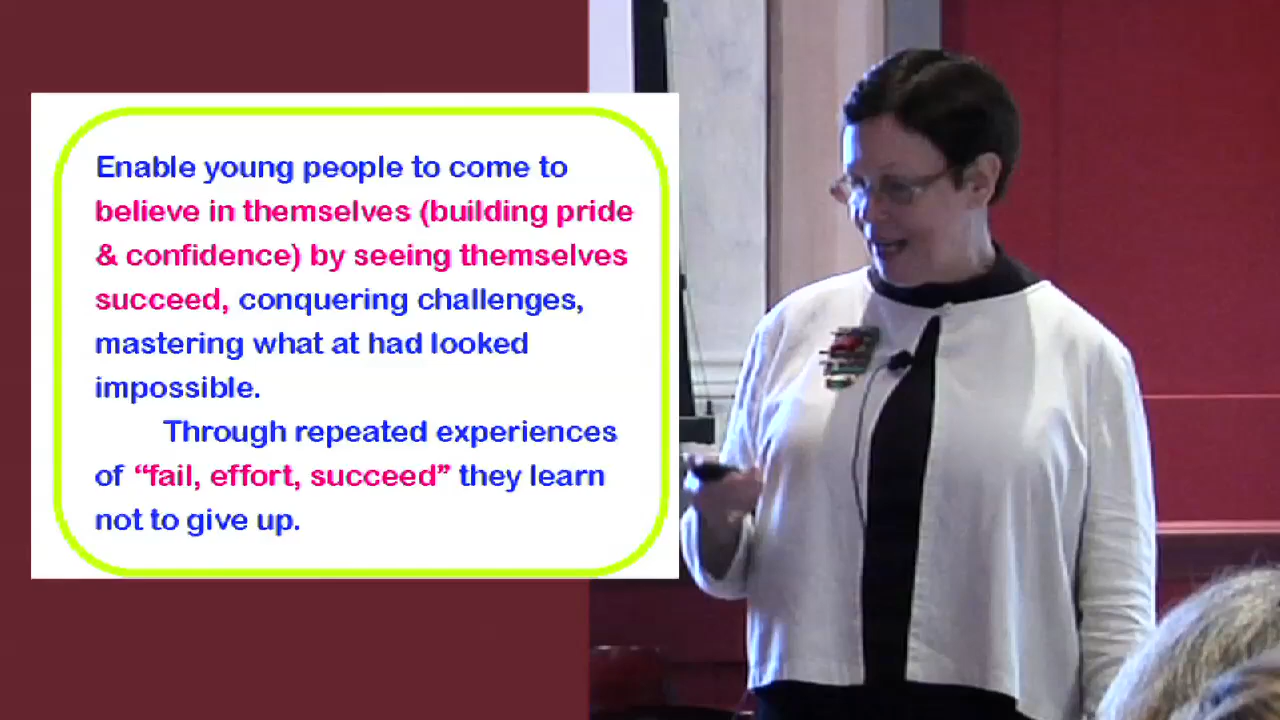 Enable young people to come to
believe in themselves (building pride
& confidence) by seeing themselves
succeed, conquering challenges,
mastering what at had looked
impossible.
Through repeated experiences
of “fail, effort, succeed” they learn
not to give up.